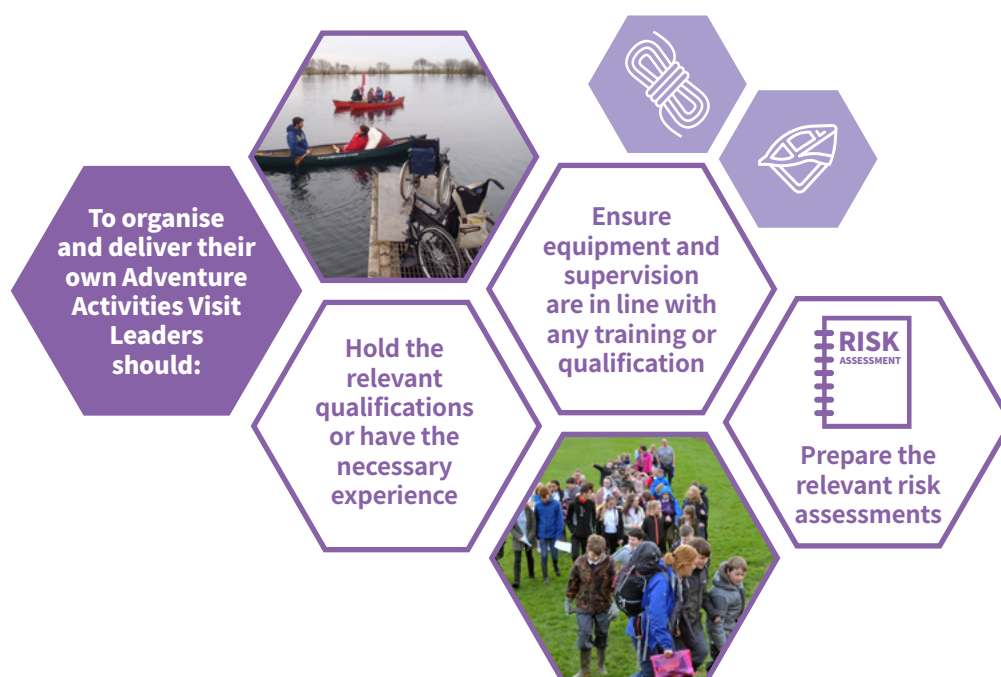 To organise
and deliver their
own Adventure
Activities Visit
Leaders
should:
Hold the
relevant
qualifications
or have the
necessary
experience
Ensure
equipment and
supervision
are in line with
any training or
qualification
RISK
ASSESSMENT
Prepare the
relevant risk
assessments